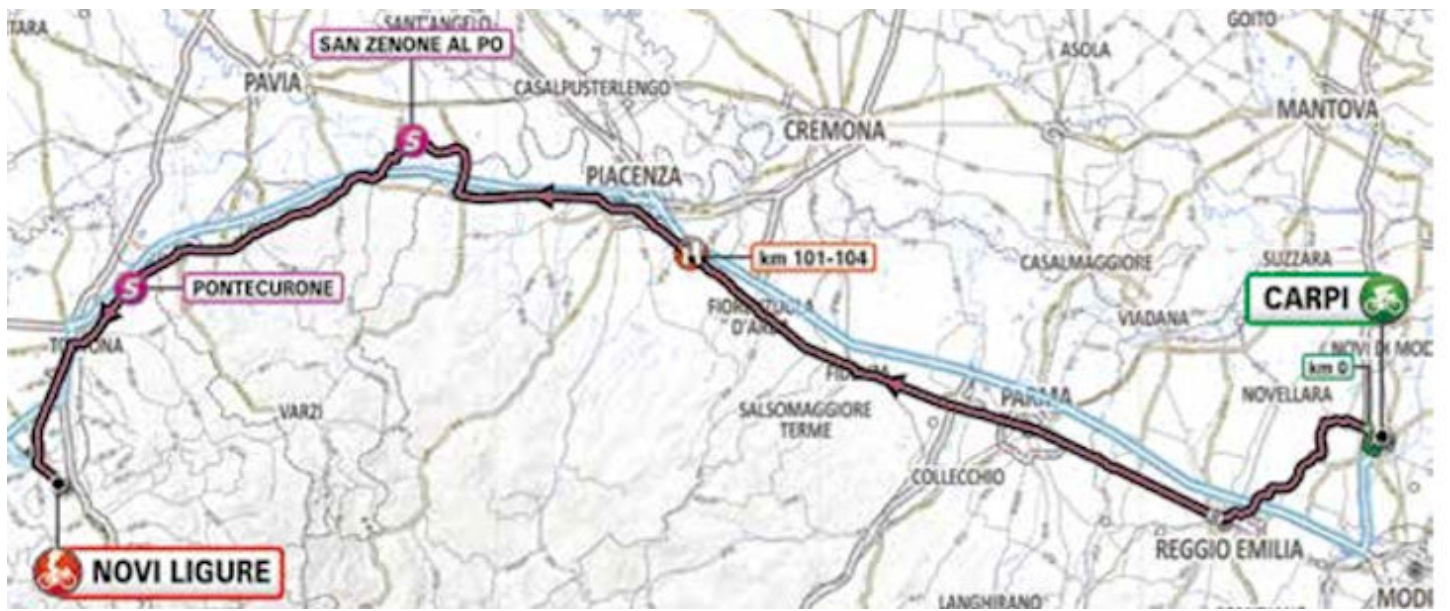 GOITO
SANT'ANGELO
SAN ZENONE AL PO
ASOLA
PAVIA
CASALPUSTERLENGO
MANTOVA
CREMONA
S
PIACENZA
km 101-104
CASALMAGGIORE
SUZZARA
CARPI
S
PONTECURONE
D'ARDA
VIADANA
km 0
NOVELLARA
PARMA
VARZI
SALSOMAGGIORE
TERME
COLLECCHIO
REGGIO EMILIA
NOVI LIGURE
LANGHIRANO